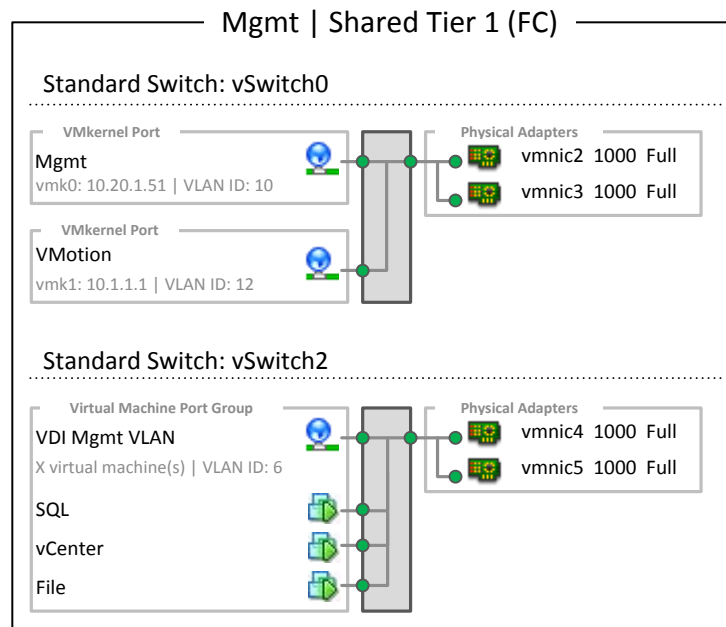 Mgmt | Shared Tier 1 (FC)
Standard Switch: vSwitch0
VMkernel Port
Mgmt
vmk0: 10.20.1.51 | VLAN ID: 10
Physical Adapters
vmnic2 1000 Full
vmnic3 1000 Full
VMkernel Port
VMotion
vmk1: 10.1.1.1 | VLAN ID: 12
Standard Switch: vSwitch2
Virtual Machine Port Group
VDI Mgmt VLAN
X virtual machine(s) | VLAN ID: 6
SQL
vCenter
File
Physical Adapters
vmnic4 1000 Full
vmnic5 1000 Full